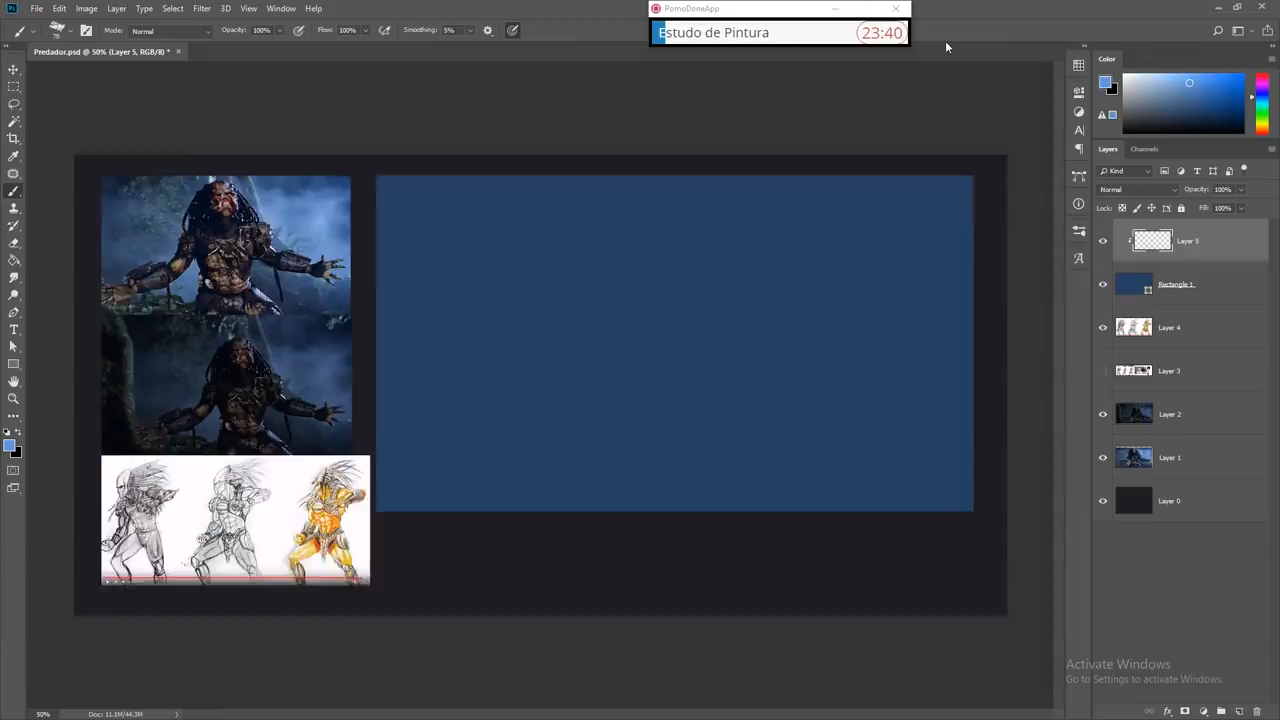 PomoDoneApp
Estudo de Pintura
23:40
Ps File Edit Image Layer Type Select Filter 3D View Window Help
Mode: Normal Opacity: 100% Flow: 100% Smoothing: 5%
Predador.psd @ 50% (Layer 5, RGB/8) *
Color
Layers Channels
Kind
Normal Opacity: 100%
Lock: Fill: 100%
Layer 5
Rectangle 1
Layer 4
Layer 3
Layer 2
Layer 1
Layer 0
Activate Windows
Go to Settings to activate Windows.
50% Doc: 11.1M/44.3M